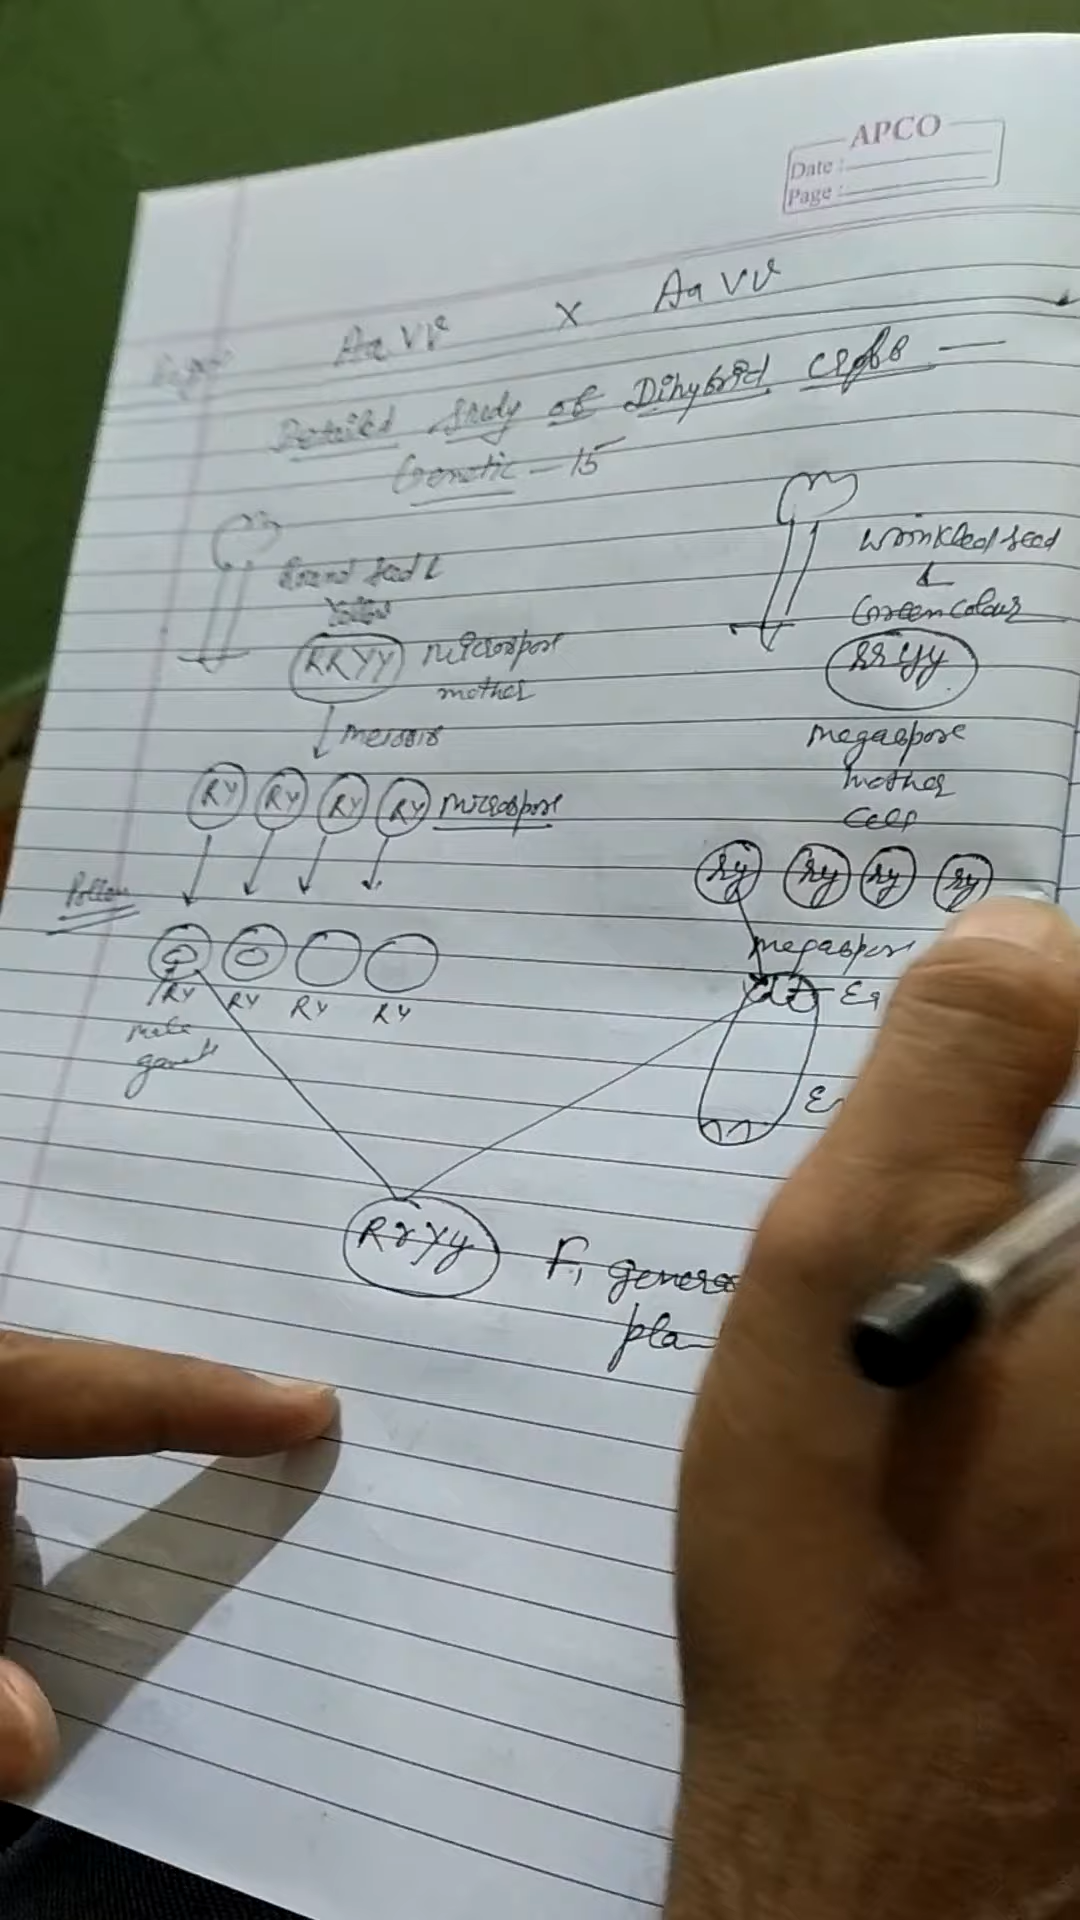 APCO
Date :
Page :
Aa VV x Aa Vv
Detailed Study of Dihybrid cross —
Genetic - 15
Round seed &
Yellow
RRYY microspore
mother
meiosis
RY RY RY RY microspore
Pollen
RY RY RY RY
male
gamete
wrinkled seed
&
Green colour
rryy
megaspore
mother
cell
ry ry ry ry
megaspore
RrYy F1